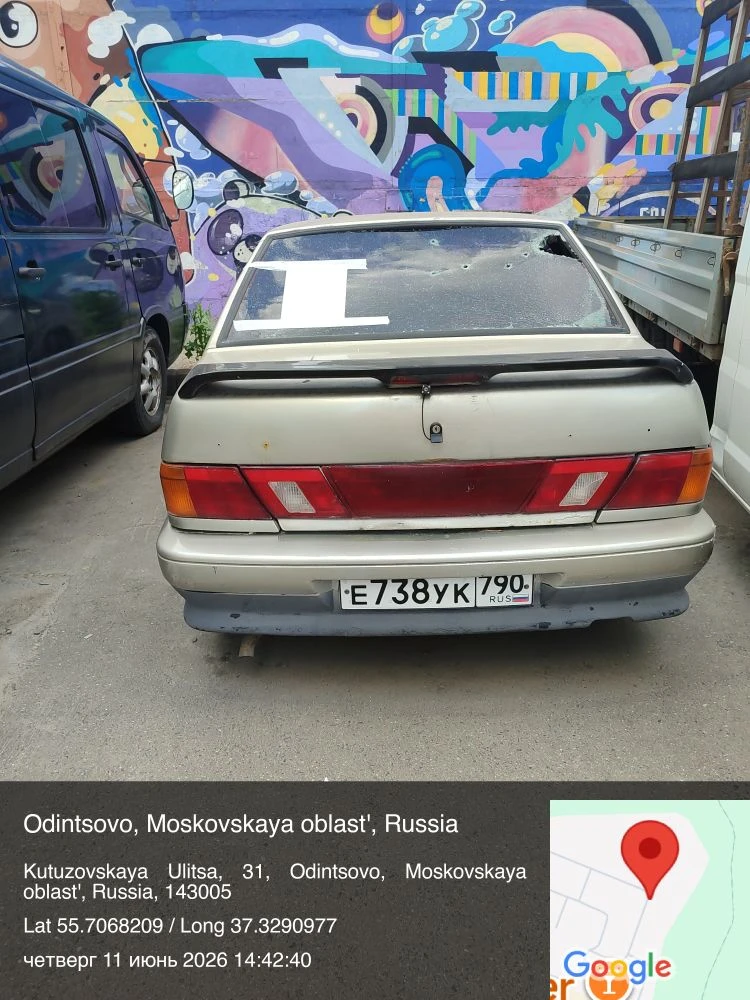 E738УК 790
RUS
Odintsovo, Moskovskaya oblast', Russia
Kutuzovskaya Ulitsa, 31, Odintsovo, Moskovskaya
oblast', Russia, 143005
Lat 55.7068209 / Long 37.3290977
четверг 11 июнь 2026 14:42:40
Google
er